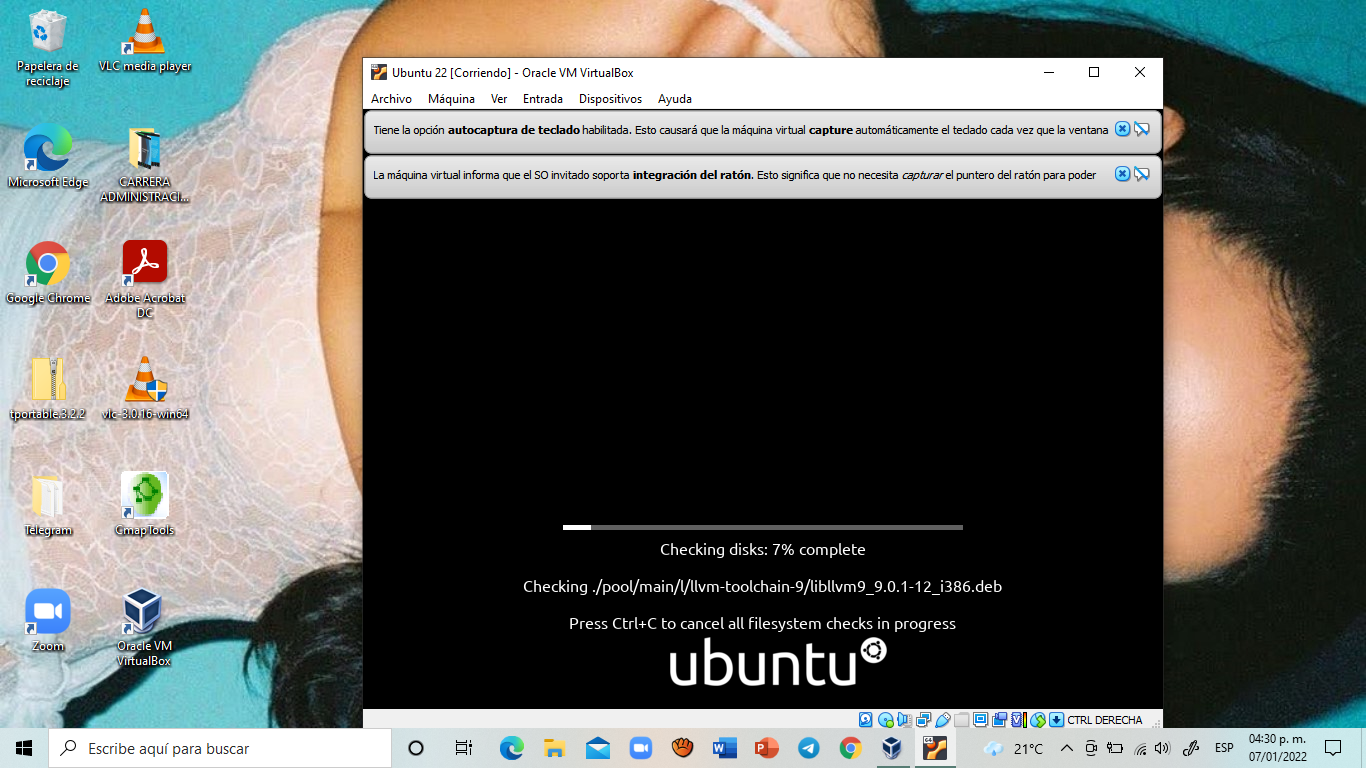 Papelera de
reciclaje
VLC media player
Microsoft Edge
CARRERA
ADMINISTRACI...
Google Chrome
Adobe Acrobat
DC
tportable.3.2.2
vlc-3.0.16-win64
Telegram
CmapTools
Zoom
Oracle VM
VirtualBox
Ubuntu 22 [Corriendo] - Oracle VM VirtualBox
Archivo Máquina Ver Entrada Dispositivos Ayuda
Tiene la opción autocaptura de teclado habilitada. Esto causará que la máquina virtual capture automáticamente el teclado cada vez que la ventana
La máquina virtual informa que el SO invitado soporta integración del ratón. Esto significa que no necesita capturar el puntero del ratón para poder
Checking disks: 7% complete
Checking ./pool/main/l/llvm-toolchain-9/libllvm9_9.0.1-12_i386.deb
Press Ctrl+C to cancel all filesystem checks in progress
ubuntu
CTRL DERECHA
Escribe aquí para buscar
21°C
ESP
04:30 p. m.
07/01/2022